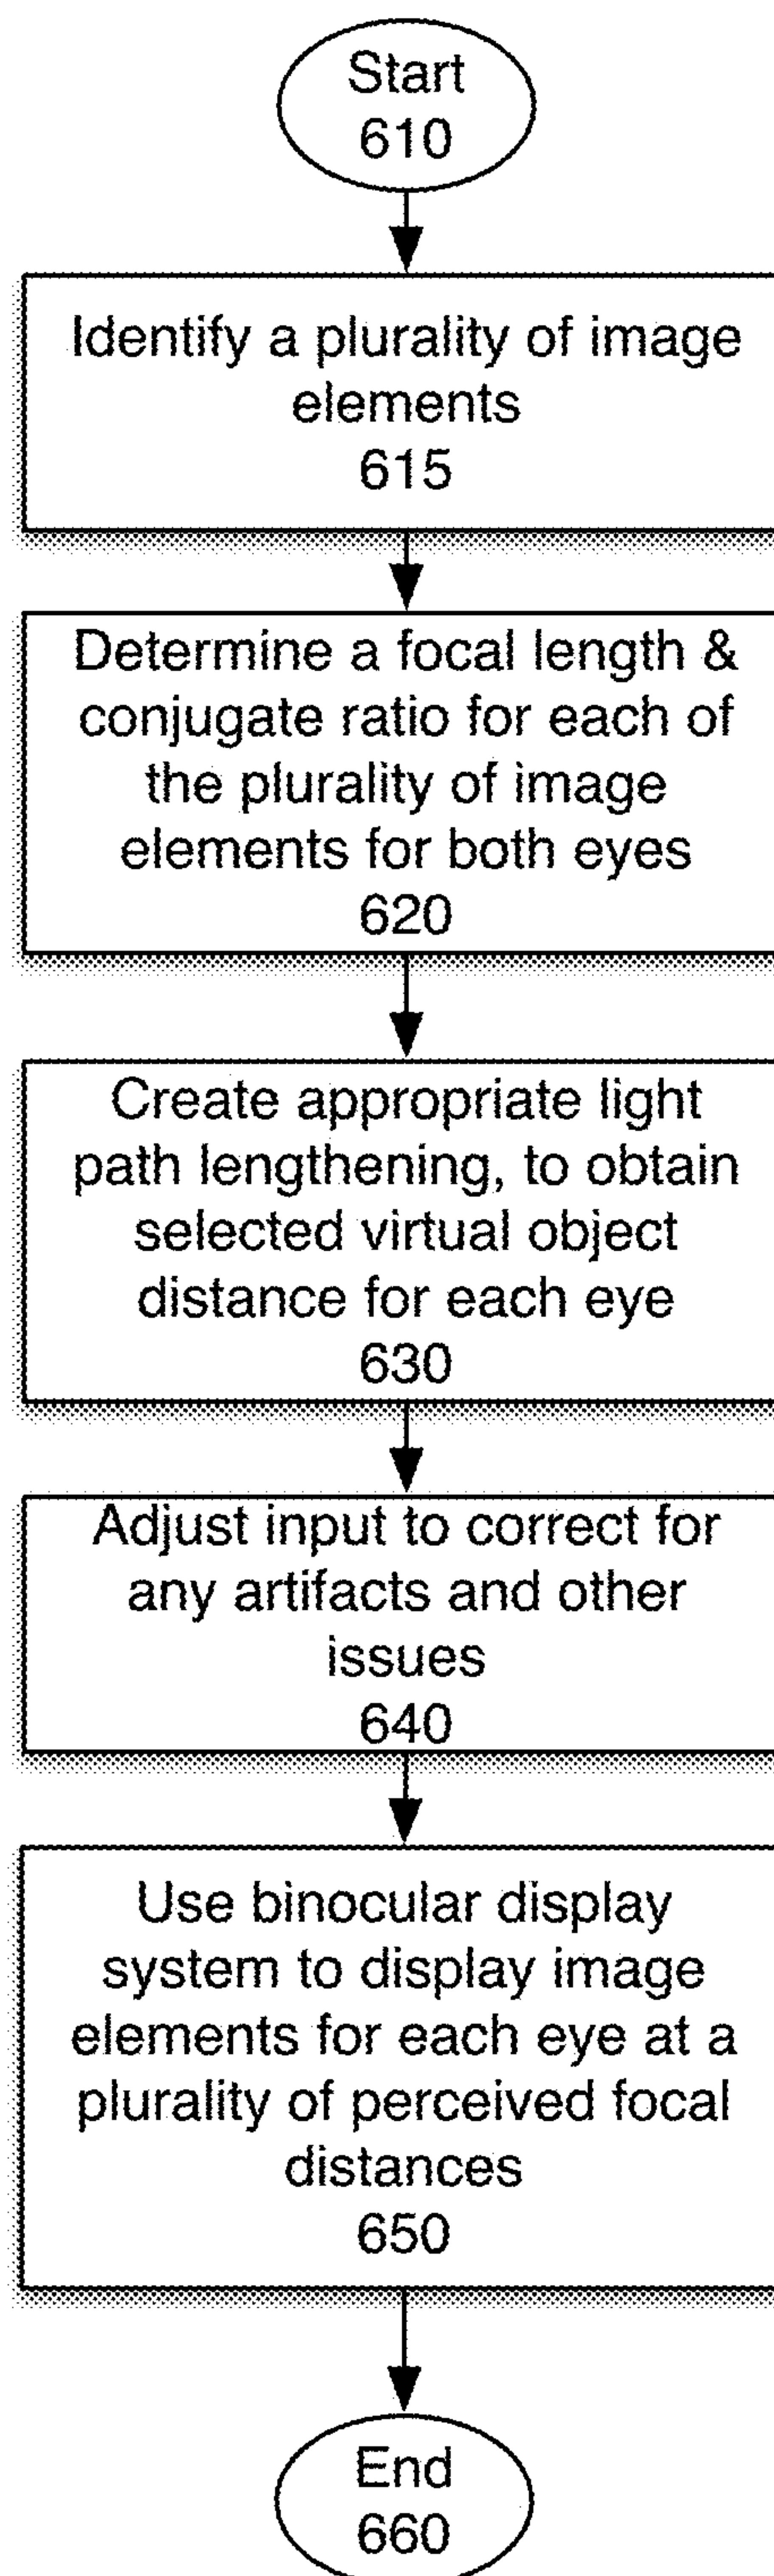 Start
610
Identify a plurality of image
elements
615
Determine a focal length &
conjugate ratio for each of
the plurality of image
elements for both eyes
620
Create appropriate light
path lengthening, to obtain
selected virtual object
distance for each eye
630
Adjust input to correct for
any artifacts and other
issues
640
Use binocular display
system to display image
elements for each eye at a
plurality of perceived focal
distances
650
End
660